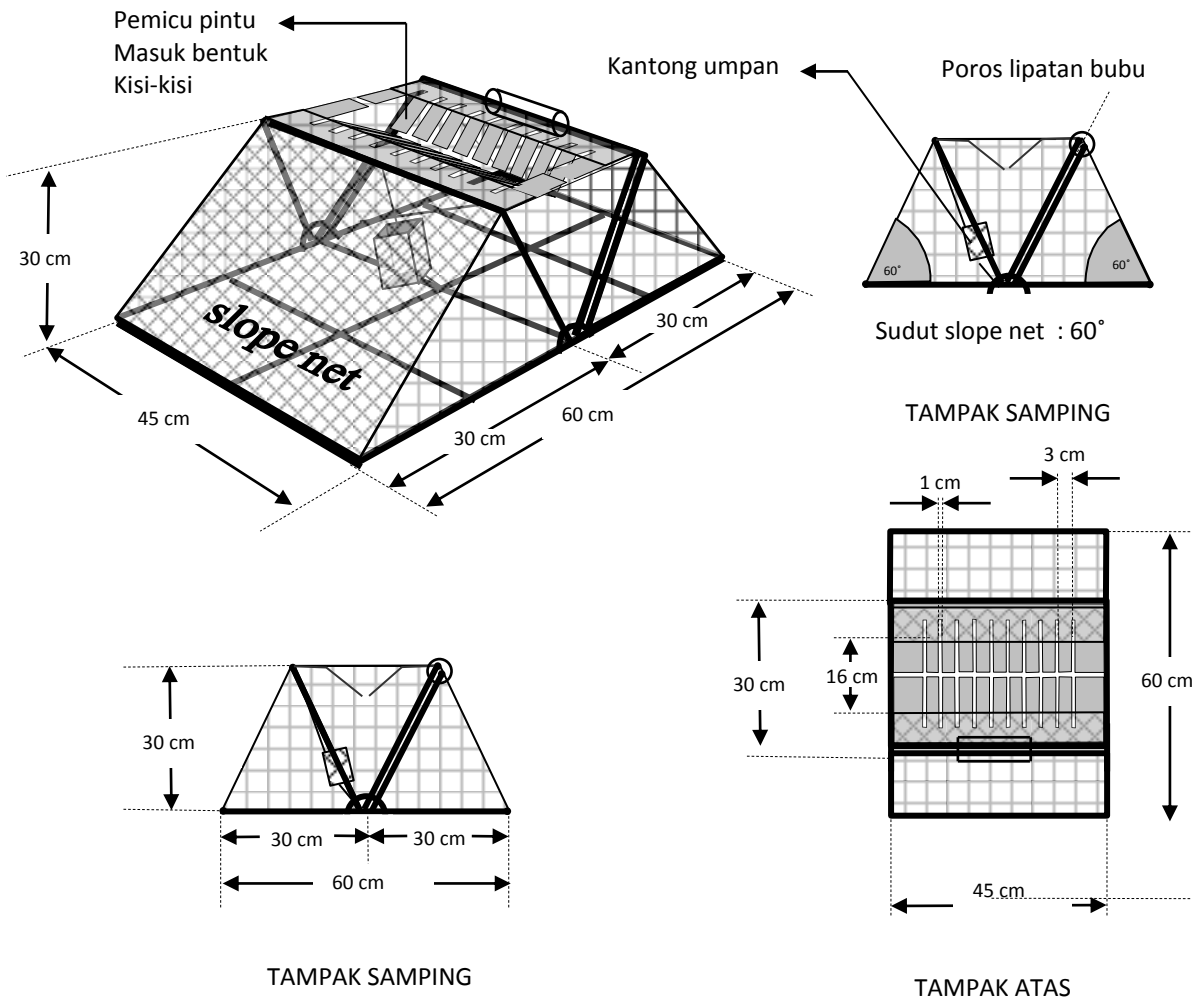 Pemicu pintu
Masuk bentuk
Kisi-kisi
Kantong umpan
Poros lipatan bubu
30 cm
slope net
45 cm
30 cm
60 cm
30 cm
60˚
60˚
Sudut slope net : 60˚
TAMPAK SAMPING
30 cm
30 cm
30 cm
60 cm
TAMPAK SAMPING
1 cm
3 cm
30 cm
16 cm
60 cm
45 cm
TAMPAK ATAS